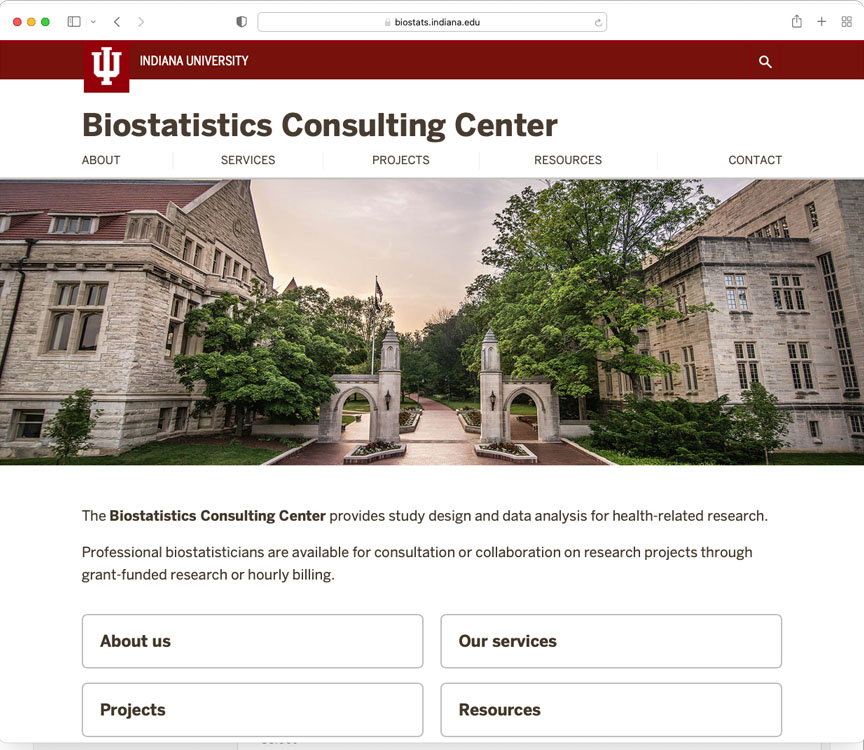 biostats.indiana.edu
INDIANA UNIVERSITY
Biostatistics Consulting Center
ABOUT
SERVICES
PROJECTS
RESOURCES
CONTACT
The Biostatistics Consulting Center provides study design and data analysis for health-related research.
Professional biostatisticians are available for consultation or collaboration on research projects through
grant-funded research or hourly billing.
About us
Our services
Projects
Resources